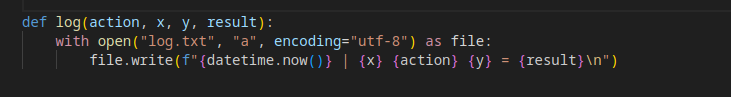 def log(action, x, y, result):
    with open("log.txt", "a", encoding="utf-8") as file:
        file.write(f"{datetime.now()} | {x} {action} {y} = {result}\n")